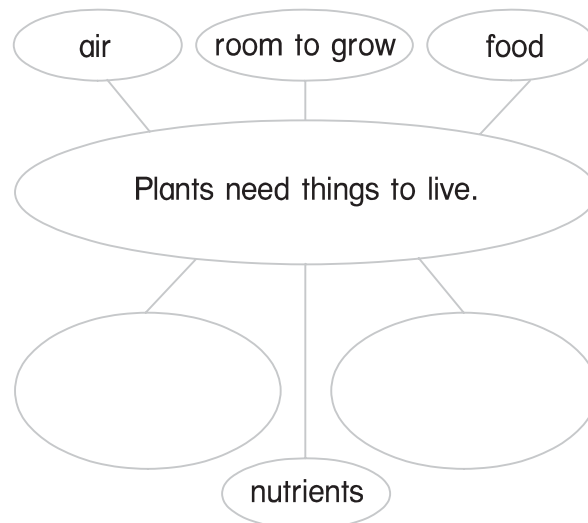 air
room to grow
food
Plants need things to live.
nutrients